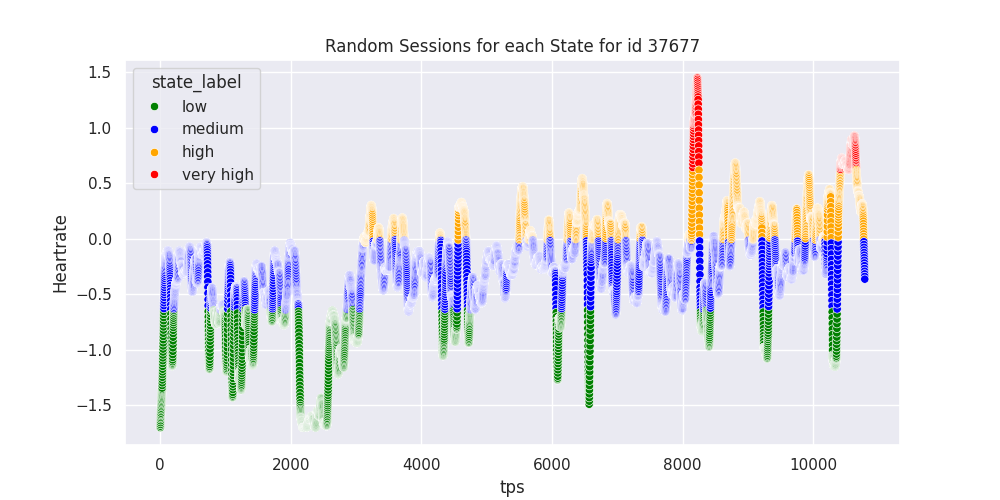 Random Sessions for each State for id 37677
state_label
low
medium
high
very high
1.5
1.0
0.5
0.0
−0.5
−1.0
−1.5
Heartrate
0 2000 4000 6000 8000 10000
tps